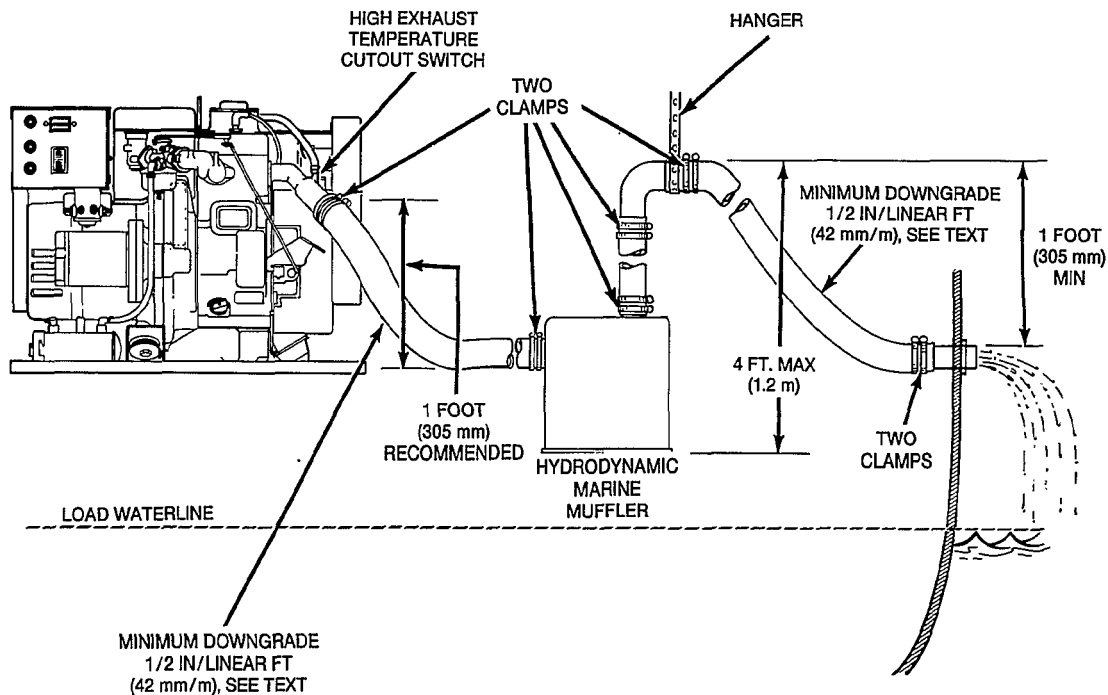 HIGH EXHAUST
TEMPERATURE
CUTOUT SWITCH
HANGER
TWO
CLAMPS
MINIMUM DOWNGRADE
1/2 IN/LINEAR FT
(42 mm/m), SEE TEXT
1 FOOT
(305 mm)
MIN
4 FT. MAX
(1.2 m)
1 FOOT
(305 mm)
RECOMMENDED
TWO
CLAMPS
HYDRODYNAMIC
MARINE
MUFFLER
LOAD WATERLINE
MINIMUM DOWNGRADE
1/2 IN/LINEAR FT
(42 mm/m), SEE TEXT